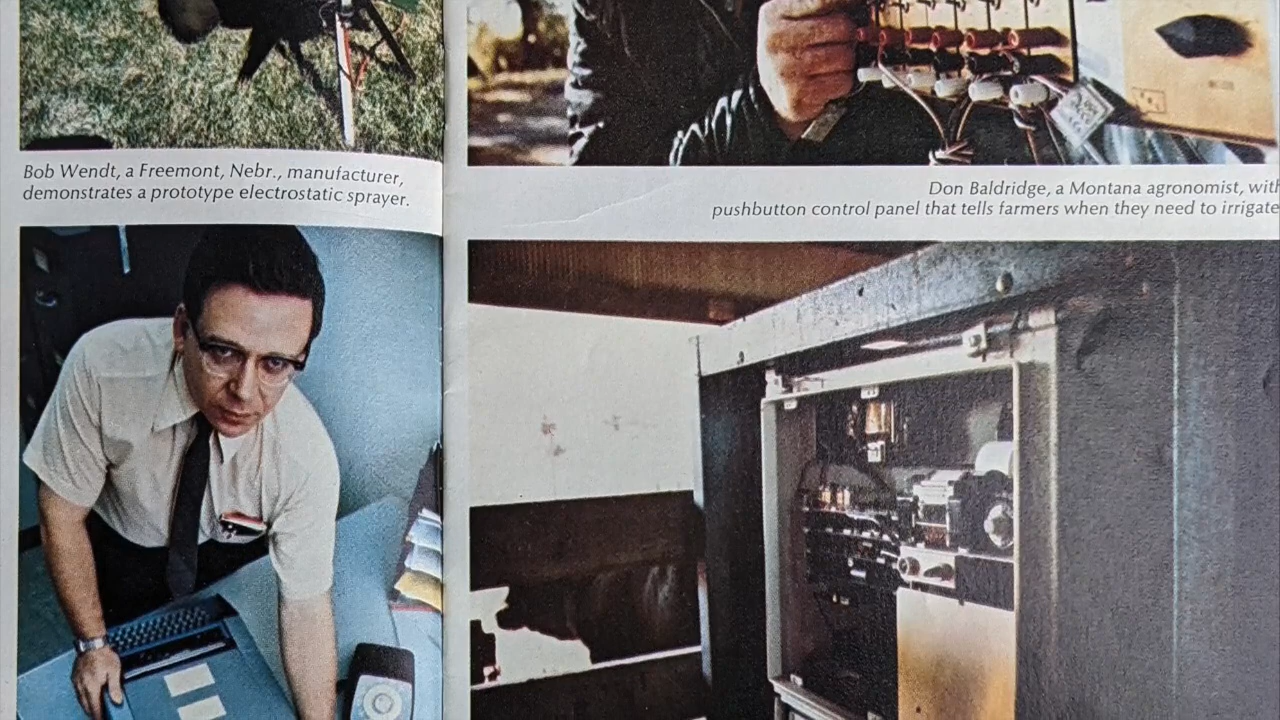 Bob Wendt, a Freemont, Nebr., manufacturer,
demonstrates a prototype electrostatic sprayer.
Don Baldridge, a Montana agronomist, with
pushbutton control panel that tells farmers when they need to irrigate